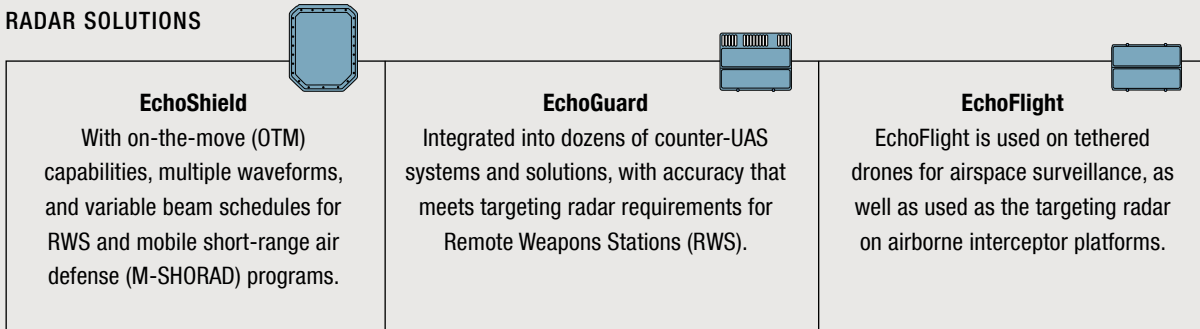 RADAR SOLUTIONS
EchoShield
With on-the-move (OTM)
capabilities, multiple waveforms,
and variable beam schedules for
RWS and mobile short-range air
defense (M-SHORAD) programs.
EchoGuard
Integrated into dozens of counter-UAS
systems and solutions, with accuracy that
meets targeting radar requirements for
Remote Weapons Stations (RWS).
EchoFlight
EchoFlight is used on tethered
drones for airspace surveillance, as
well as used as the targeting radar
on airborne interceptor platforms.